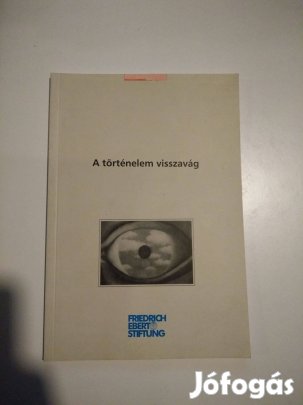 A történelem visszavág
FRIEDRICH
EBERT
STIFTUNG
Jófogás